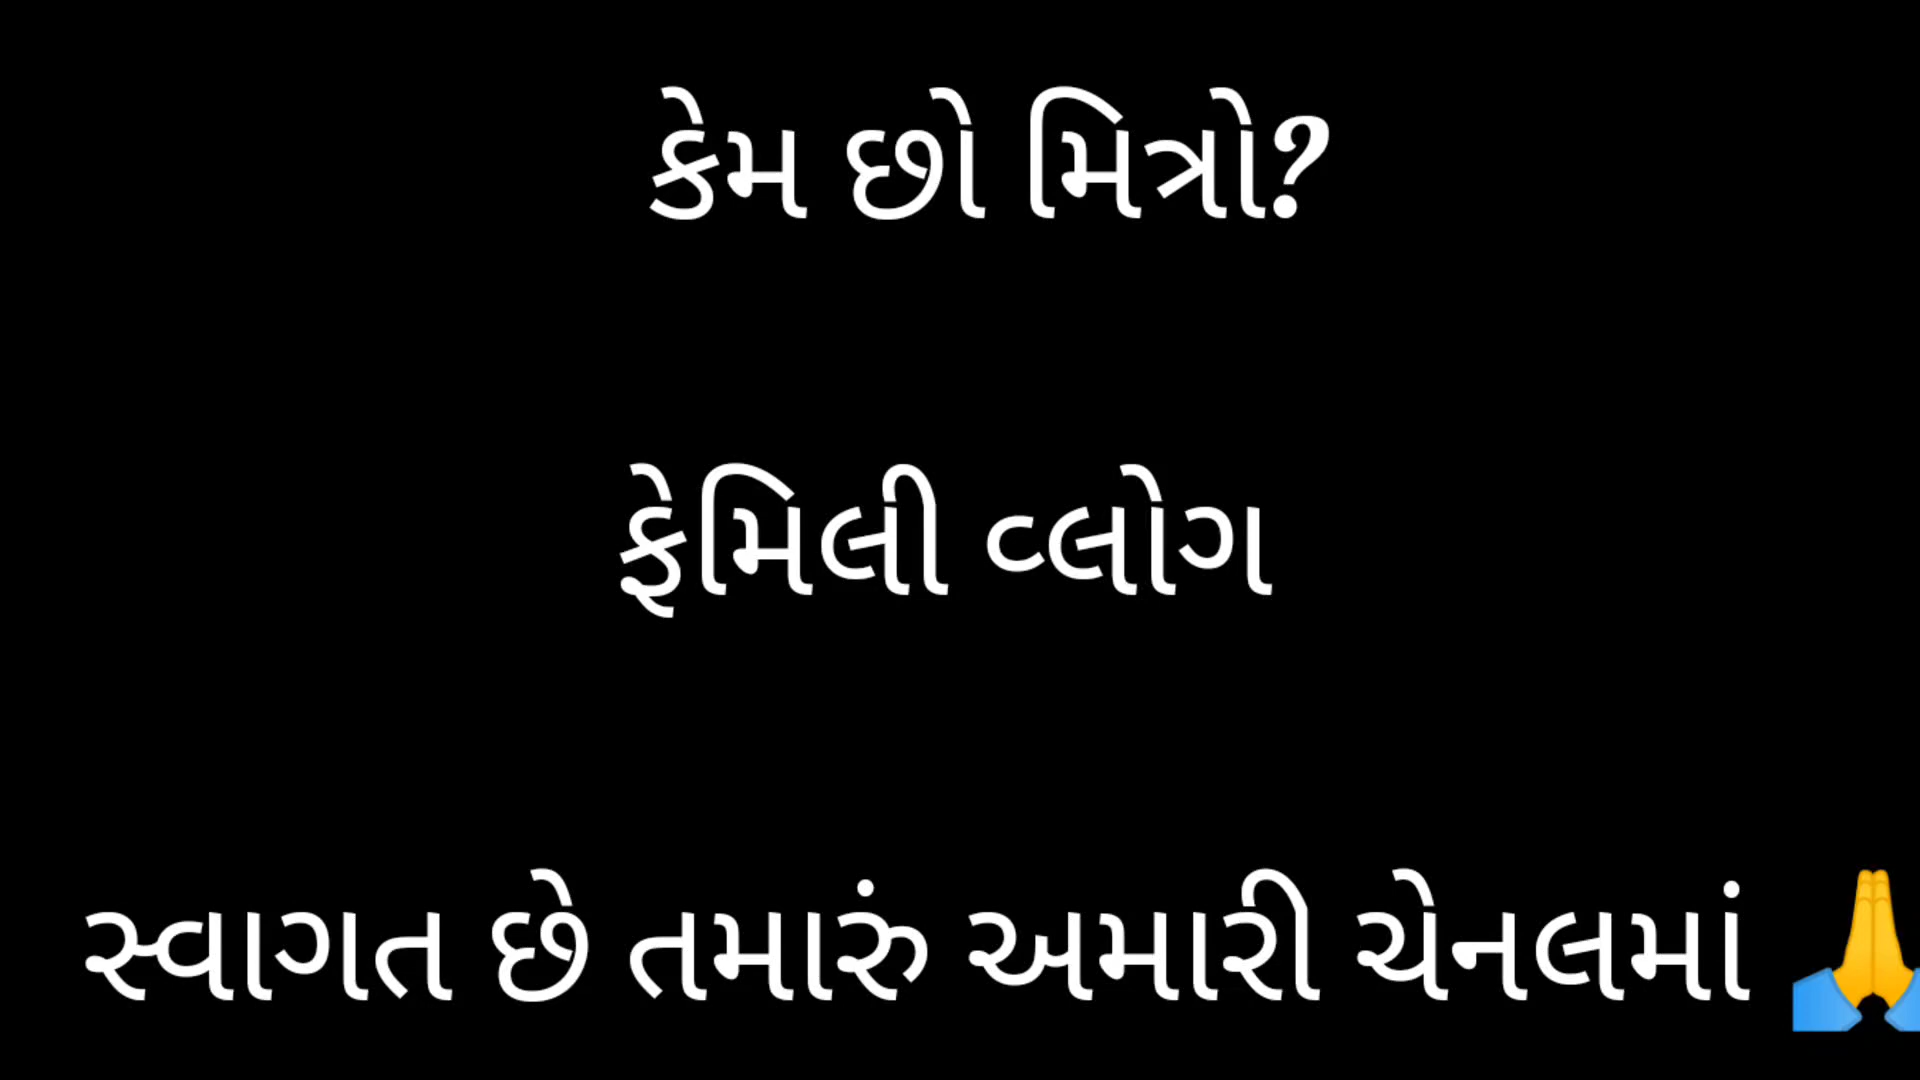 કેમ છો મિત્રો?
ફેમિલી વ્લોગ
સ્વાગત છે તમારું અમારી ચેનલમાં 🙏